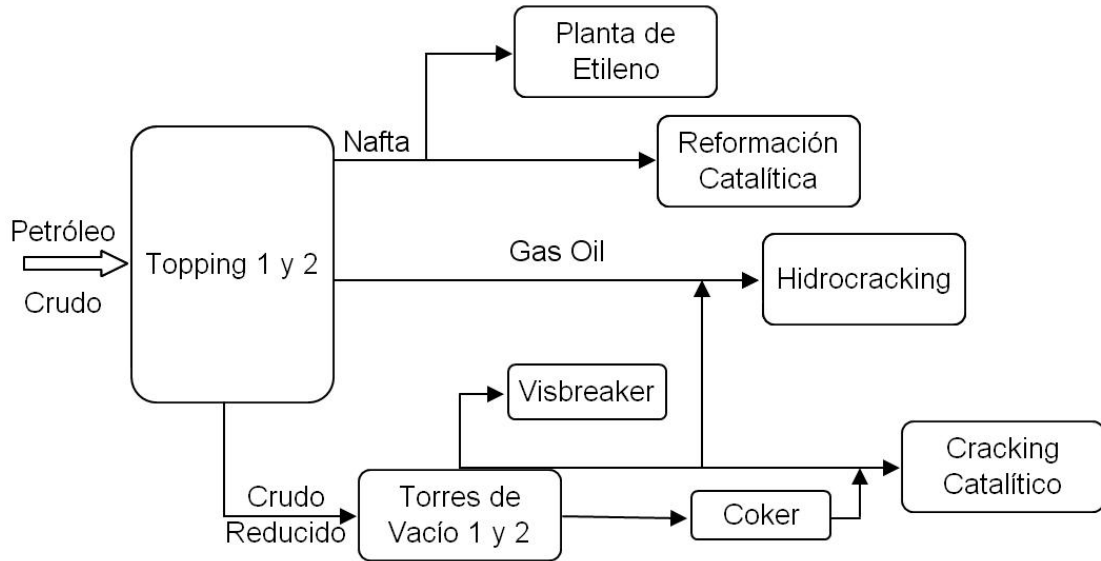 Planta de
Etileno
Nafta
Reformación
Catalítica
Petróleo
Crudo
Topping 1 y 2
Gas Oil
Hidrocracking
Visbreaker
Cracking
Catalítico
Crudo
Reducido
Torres de
Vacío 1 y 2
Coker